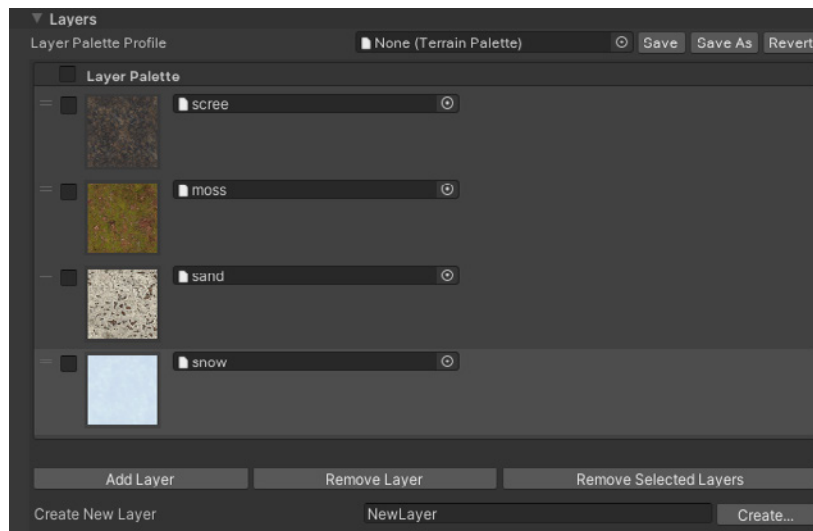 Layers
Layer Palette Profile None (Terrain Palette) Save Save As Revert
Layer Palette
scree
moss
sand
snow
Add Layer Remove Layer Remove Selected Layers
Create New Layer NewLayer Create...